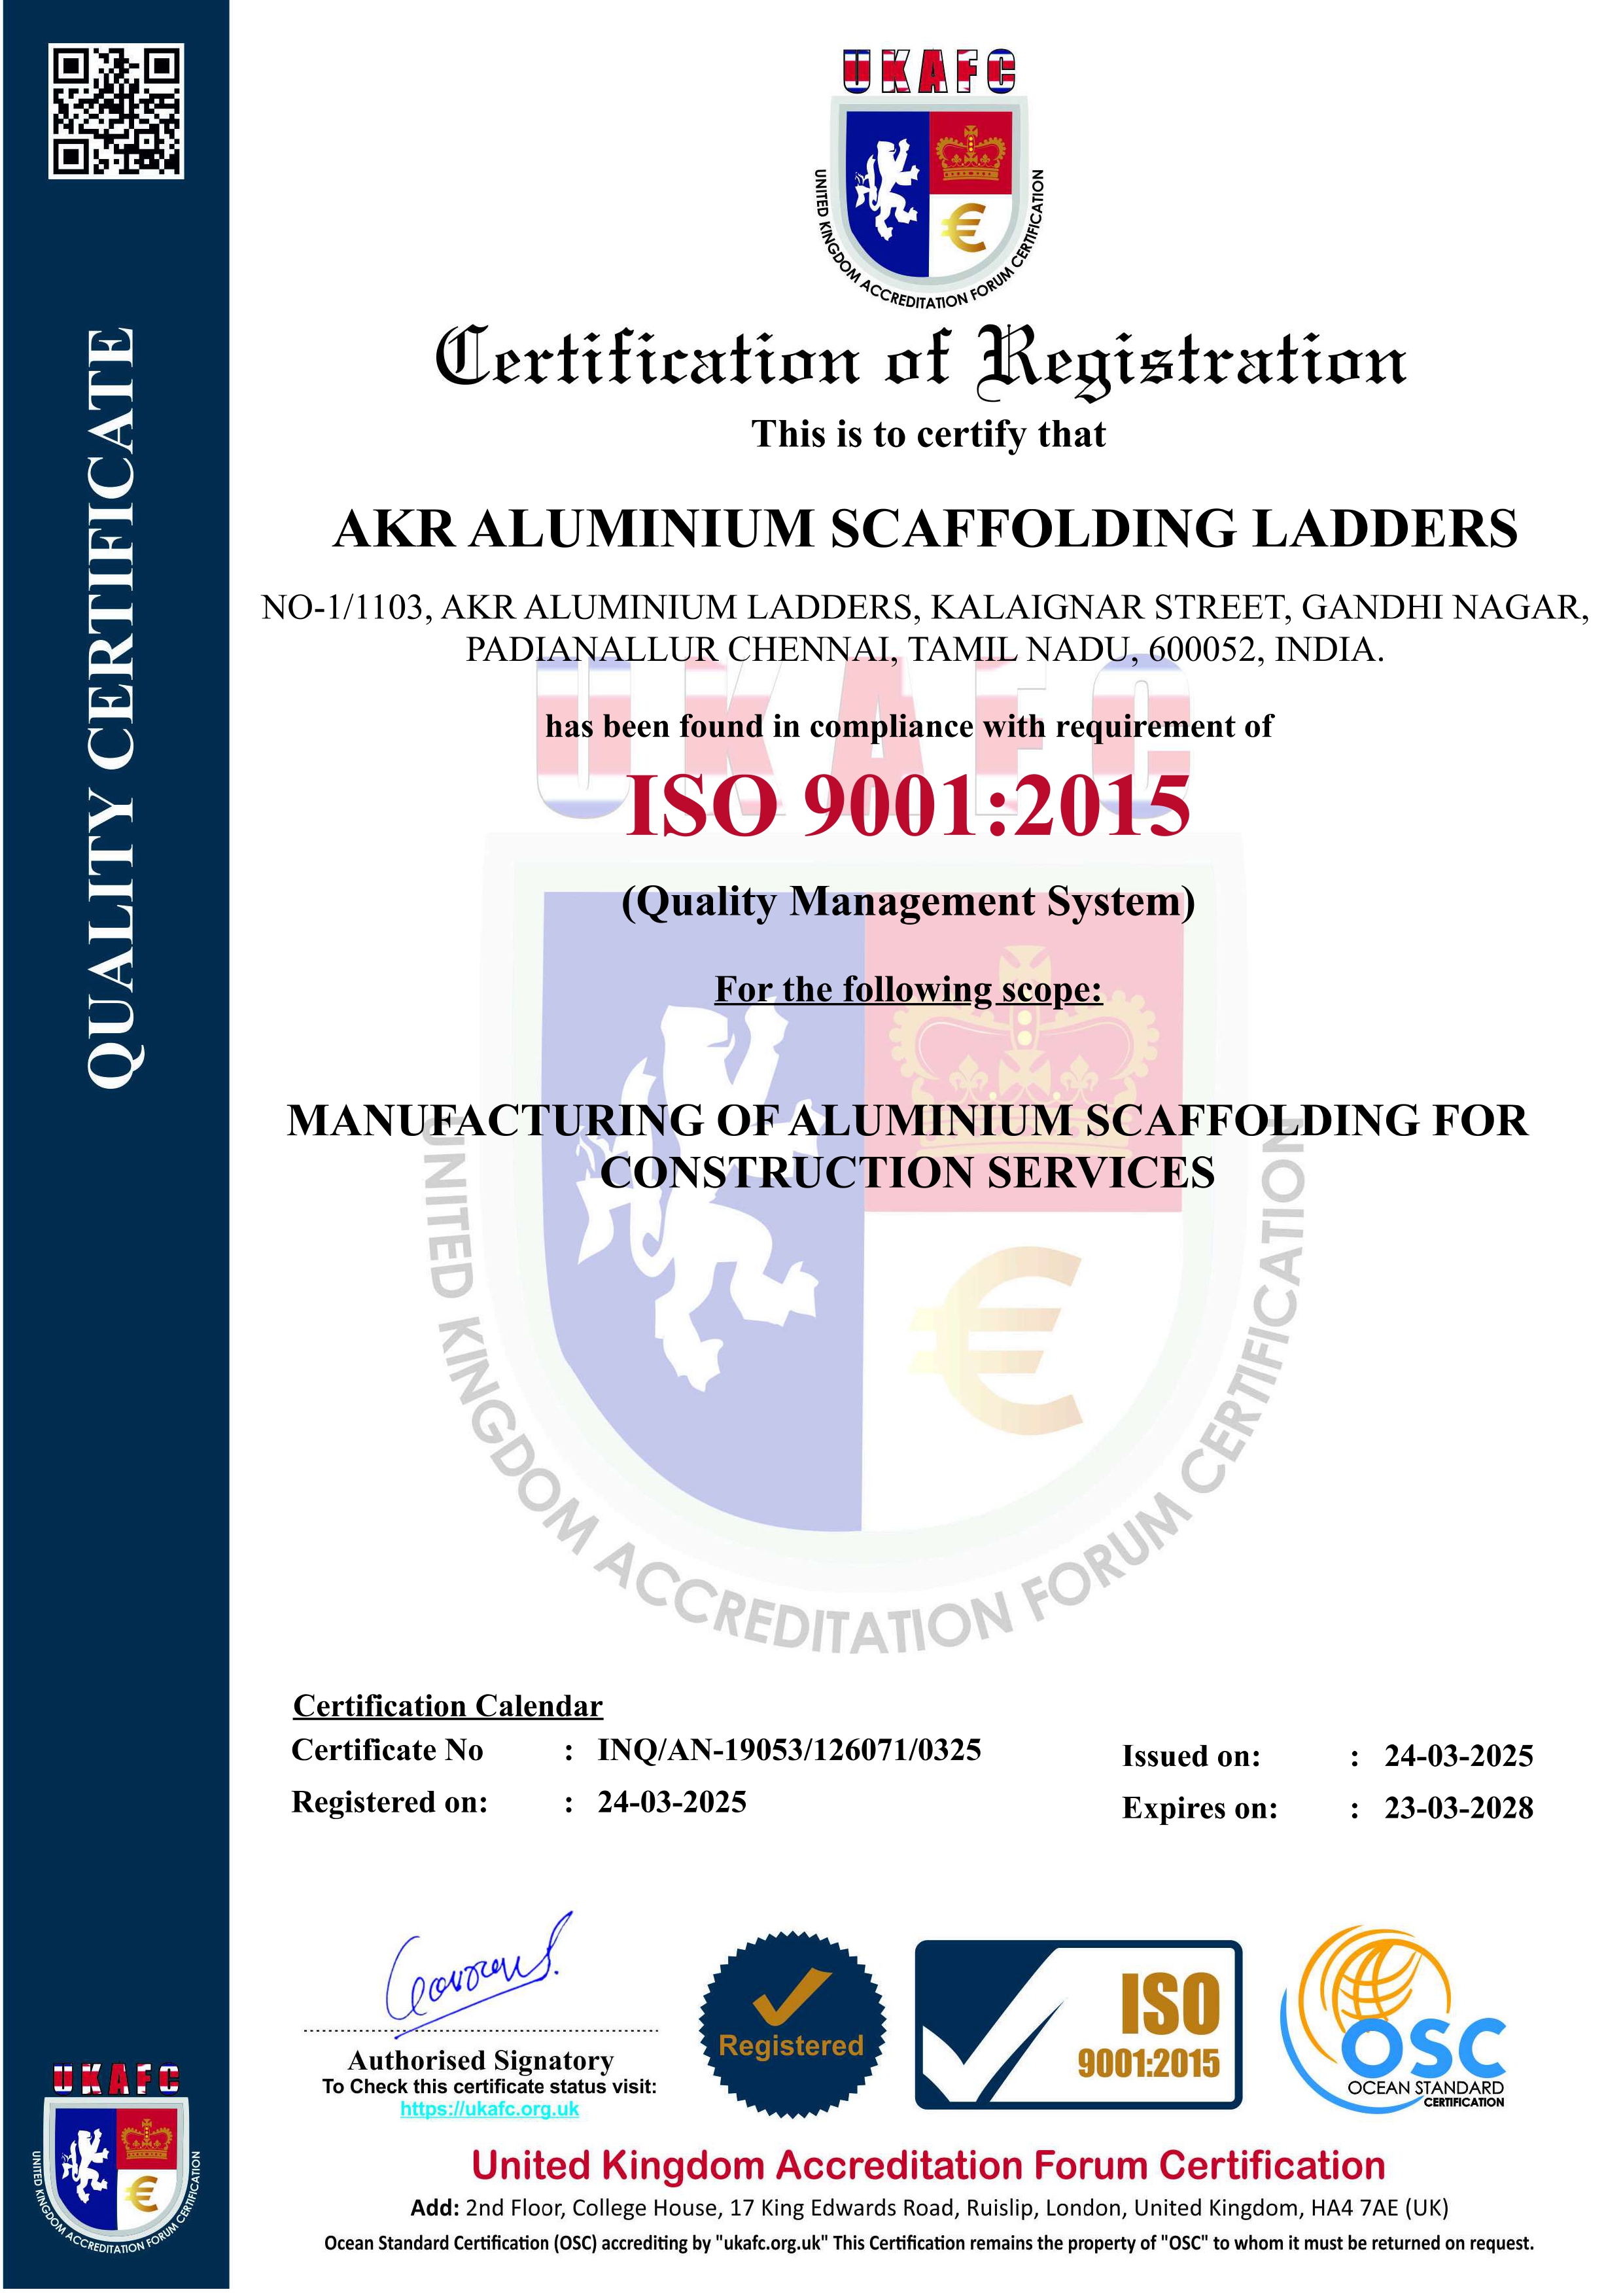 QUALITY CERTIFICATE
UKAFC
UNITED KINGDOM ACCREDITATION FORUM CERTIFICATION
Certification of Registration
This is to certify that
AKR ALUMINIUM SCAFFOLDING LADDERS
NO-1/1103, AKR ALUMINIUM LADDERS, KALAIGNAR STREET, GANDHI NAGAR,
PADIANALLUR CHENNAI, TAMIL NADU, 600052, INDIA.
UKAFC
has been found in compliance with requirement of
ISO 9001:2015
(Quality Management System)
For the following scope:
MANUFACTURING OF ALUMINIUM SCAFFOLDING FOR
CONSTRUCTION SERVICES
UNITED KINGDOM ACCREDITATION FORUM CERTIFICATION
Certification Calendar
Certificate No : INQ/AN-19053/126071/0325
Registered on: : 24-03-2025
Issued on: : 24-03-2025
Expires on: : 23-03-2028
Authorised Signatory
To Check this certificate status visit:
https://ukafc.org.uk
Registered
ISO
9001:2015
OSC
OCEAN STANDARD
CERTIFICATION
UKAFC
UNITED KINGDOM ACCREDITATION FORUM CERTIFICATION
United Kingdom Accreditation Forum Certification
Add: 2nd Floor, College House, 17 King Edwards Road, Ruislip, London, United Kingdom, HA4 7AE (UK)
Ocean Standard Certification (OSC) accrediting by "ukafc.org.uk" This Certification remains the property of "OSC" to whom it must be returned on request.